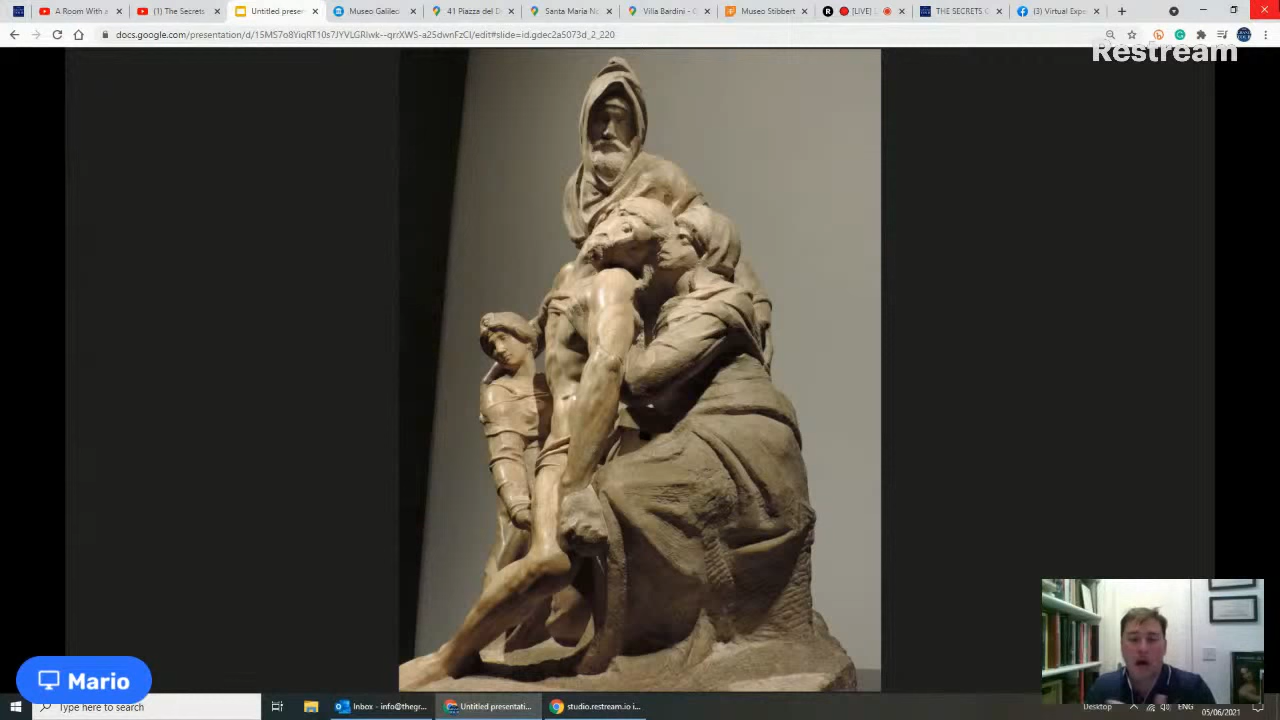 A Room With a
(1) The Secrets
Untitled presen
Museo Galileo
41 Piazza del D
Santa Maria No
Villa Bardini - G
Museo Stibbert
[LIVE] L
THE SECRETS O
(3) Virtual Expe
docs.google.com/presentation/d/15MS7o8YiqRT10s7JYVLGRlwk--qrrXWS-a25dwnFzCI/edit#slide=id.gdec2a5073d_2_220
Restream
Mario
Type here to search
Inbox - info@thegr...
Untitled presentati...
studio.restream.io i...
Desktop
ENG
05/06/2021